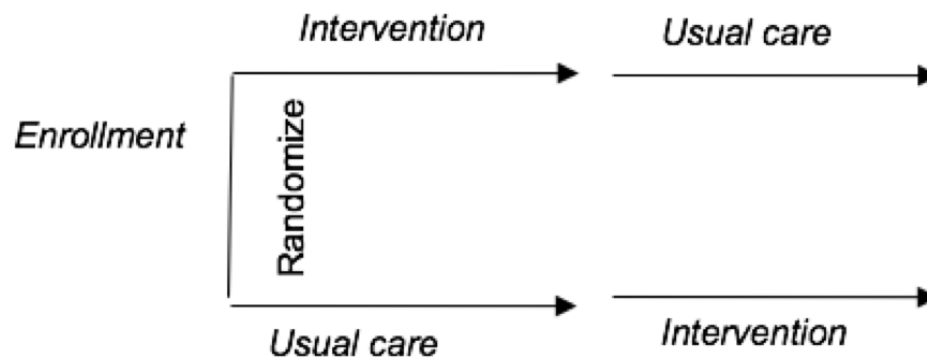 Intervention
Usual care
Enrollment
Randomize
Usual care
Intervention